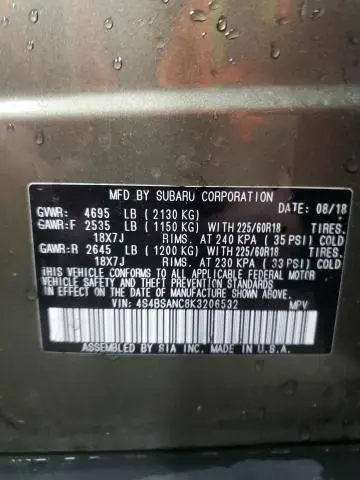 MFD BY SUBARU CORPORATION
DATE: 08/18
GVWR: 4695 LB (2130 KG)
GAWR:F 2535 LB (1150 KG) WITH 225/60R18 TIRES.
18X7J RIMS. AT 240 KPA (35 PSI) COLD
GAWR:R 2645 LB (1200 KG) WITH 225/60R18 TIRES.
18X7J RIMS. AT 230 KPA (33 PSI) COLD
THIS VEHICLE CONFORMS TO ALL APPLICABLE FEDERAL MOTOR
VEHICLE SAFETY AND THEFT PREVENTION STANDARDS
IN EFFECT ON THE DATE OF MANUFACTURE SHOWN ABOVE.
VIN: 4S4BSANC8K3206532 MPV
ASSEMBLED BY SIA INC. MADE IN U.S.A.